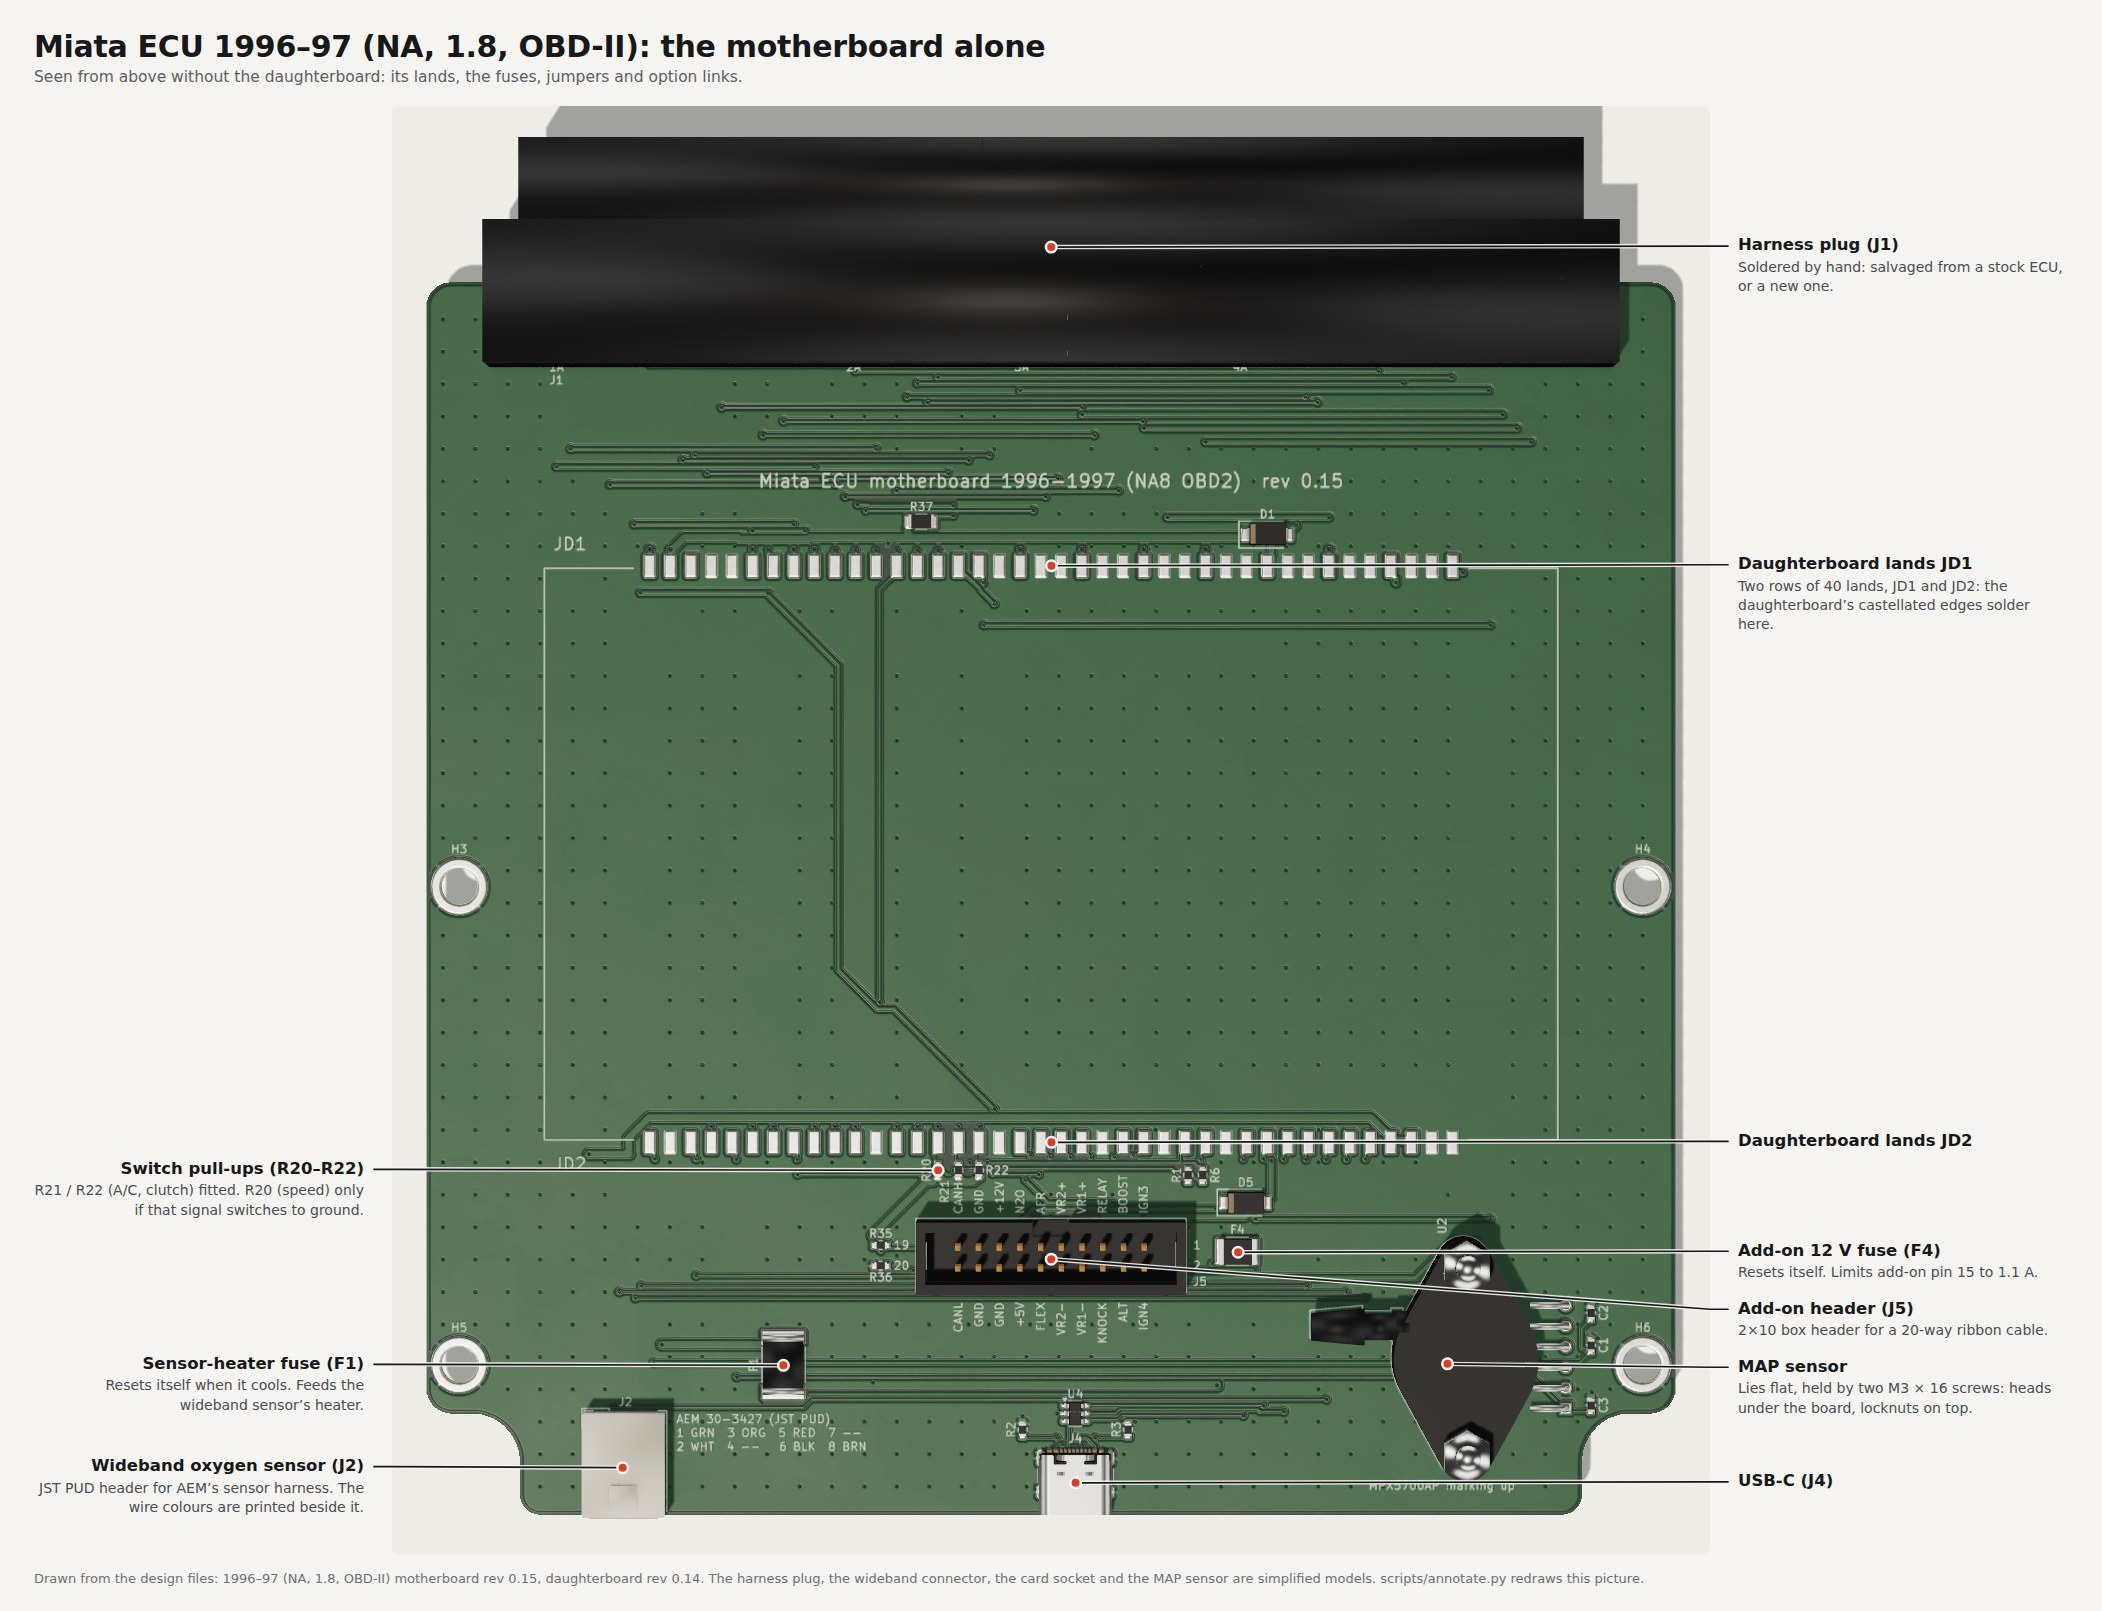 Miata ECU 1996–97 (NA, 1.8, OBD-II): the motherboard alone
Seen from above without the daughterboard: its lands, the fuses, jumpers and option links.
Harness plug (J1)
Soldered by hand: salvaged from a stock ECU,
or a new one.
J1
Miata ECU motherboard 1996–1997 (NA8 OBD2) rev 0.15
R37
D1
JD1
Daughterboard lands JD1
Two rows of 40 lands, JD1 and JD2: the
daughterboard’s castellated edges solder
here.
H3
H4
Daughterboard lands JD2
JD2
Switch pull-ups (R20–R22)
R21 / R22 (A/C, clutch) fitted. R20 (speed) only
if that signal switches to ground.
R21
R22
R1
R6
D5
GND
+12V
N2O
VR2+
VR1+
RELAY
BOOST
IGN3
U2
F4
R35
19
1
20
R36
J5
Add-on 12 V fuse (F4)
Resets itself. Limits add-on pin 15 to 1.1 A.
Add-on header (J5)
2×10 box header for a 20-way ribbon cable.
CANL
GND
GND
+5V
FLEX
VR2−
VR1−
KNOCK
ALT
IGN4
C2
C1
C3
H5
H6
Sensor-heater fuse (F1)
Resets itself when it cools. Feeds the
wideband sensor’s heater.
MAP sensor
Lies flat, held by two M3 × 16 screws: heads
under the board, locknuts on top.
J2
U4
R2
J4
R3
AEM 30-3427 (JST PUD)
1 GRN 3 ORG 5 RED 7 --
2 WHT 4 -- 6 BLK 8 BRN
Wideband oxygen sensor (J2)
JST PUD header for AEM’s sensor harness. The
wire colours are printed beside it.
USB-C (J4)
MPX5700AP marking up
Drawn from the design files: 1996–97 (NA, 1.8, OBD-II) motherboard rev 0.15, daughterboard rev 0.14. The harness plug, the wideband connector, the card socket and the MAP sensor are simplified models. scripts/annotate.py redraws this picture.